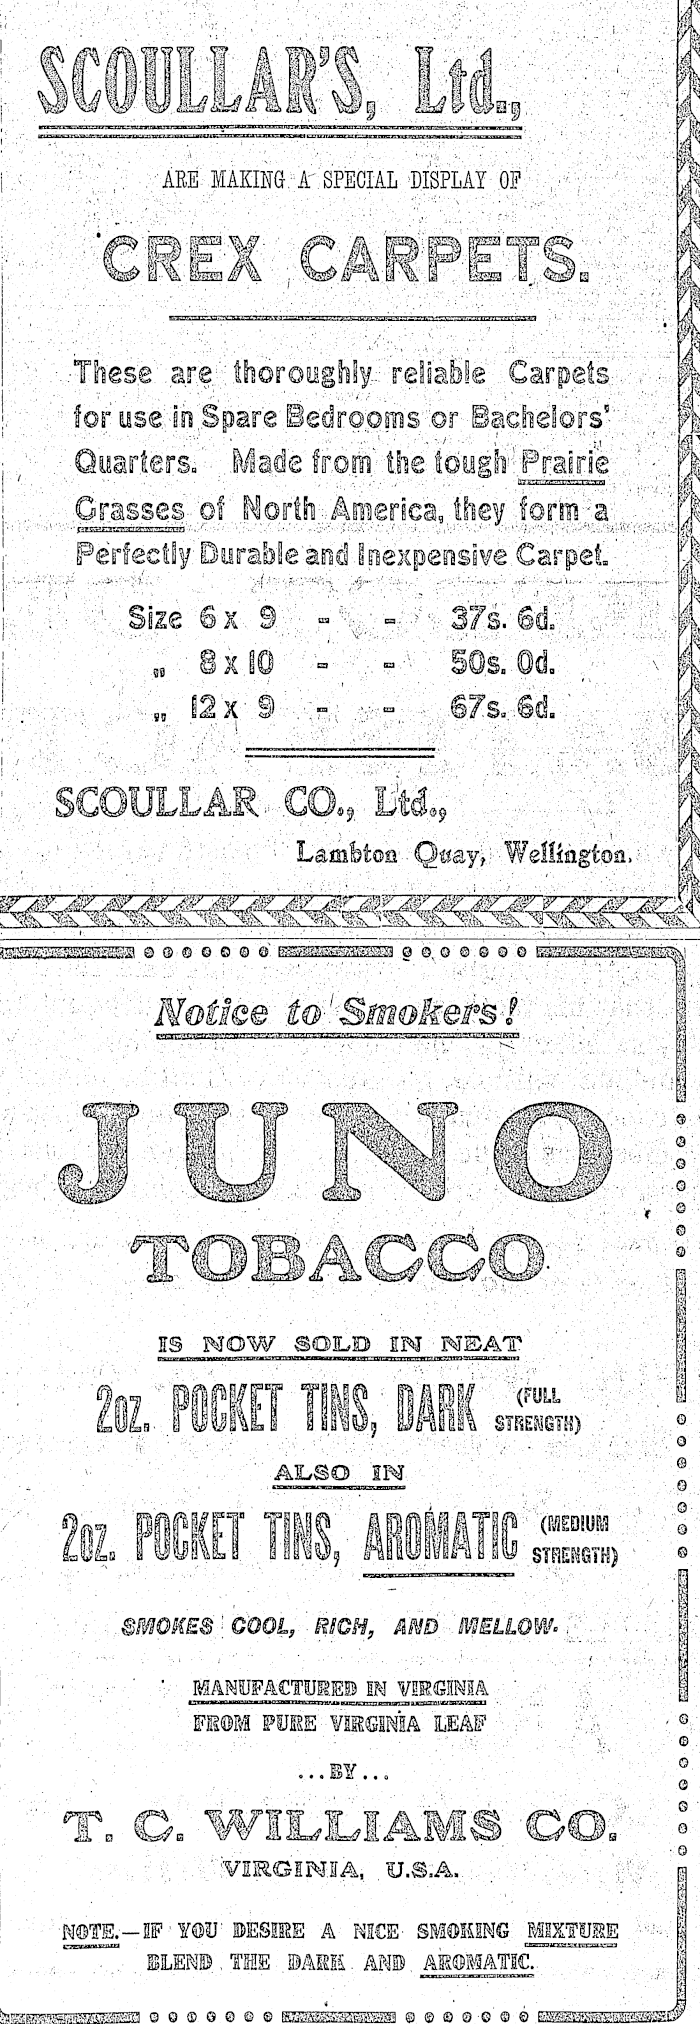 SCOULLAR'S, Ltd.,
ARE MAKING A SPECIAL DISPLAY OF
CREX CARPETS.
These are thoroughly reliable Carpets
for use in Spare Bedrooms or Bachelors'
Quarters. Made from the tough Prairie
Grasses of North America, they form a
Perfectly Durable and Inexpensive Carpet.
Size 6 x 9 - - 37s. 6d.
„ 8 x 10 - - 50s. 0d.
„ 12 x 9 - - 67s. 6d.
SCOULLAR CO., Ltd.,
Lambton Quay, Wellington.
Notice to Smokers!
JUNO
TOBACCO
IS NOW SOLD IN NEAT
2oz. POCKET TINS, DARK (FULL STRENGTH)
ALSO IN
2oz. POCKET TINS, AROMATIC (MEDIUM STRENGTH)
SMOKES COOL, RICH, AND MELLOW.
MANUFACTURED IN VIRGINIA
FROM PURE VIRGINIA LEAF
...BY...
T. C. WILLIAMS CO.
VIRGINIA, U.S.A.
NOTE.—IF YOU DESIRE A NICE SMOKING MIXTURE
BLEND THE DARK AND AROMATIC.